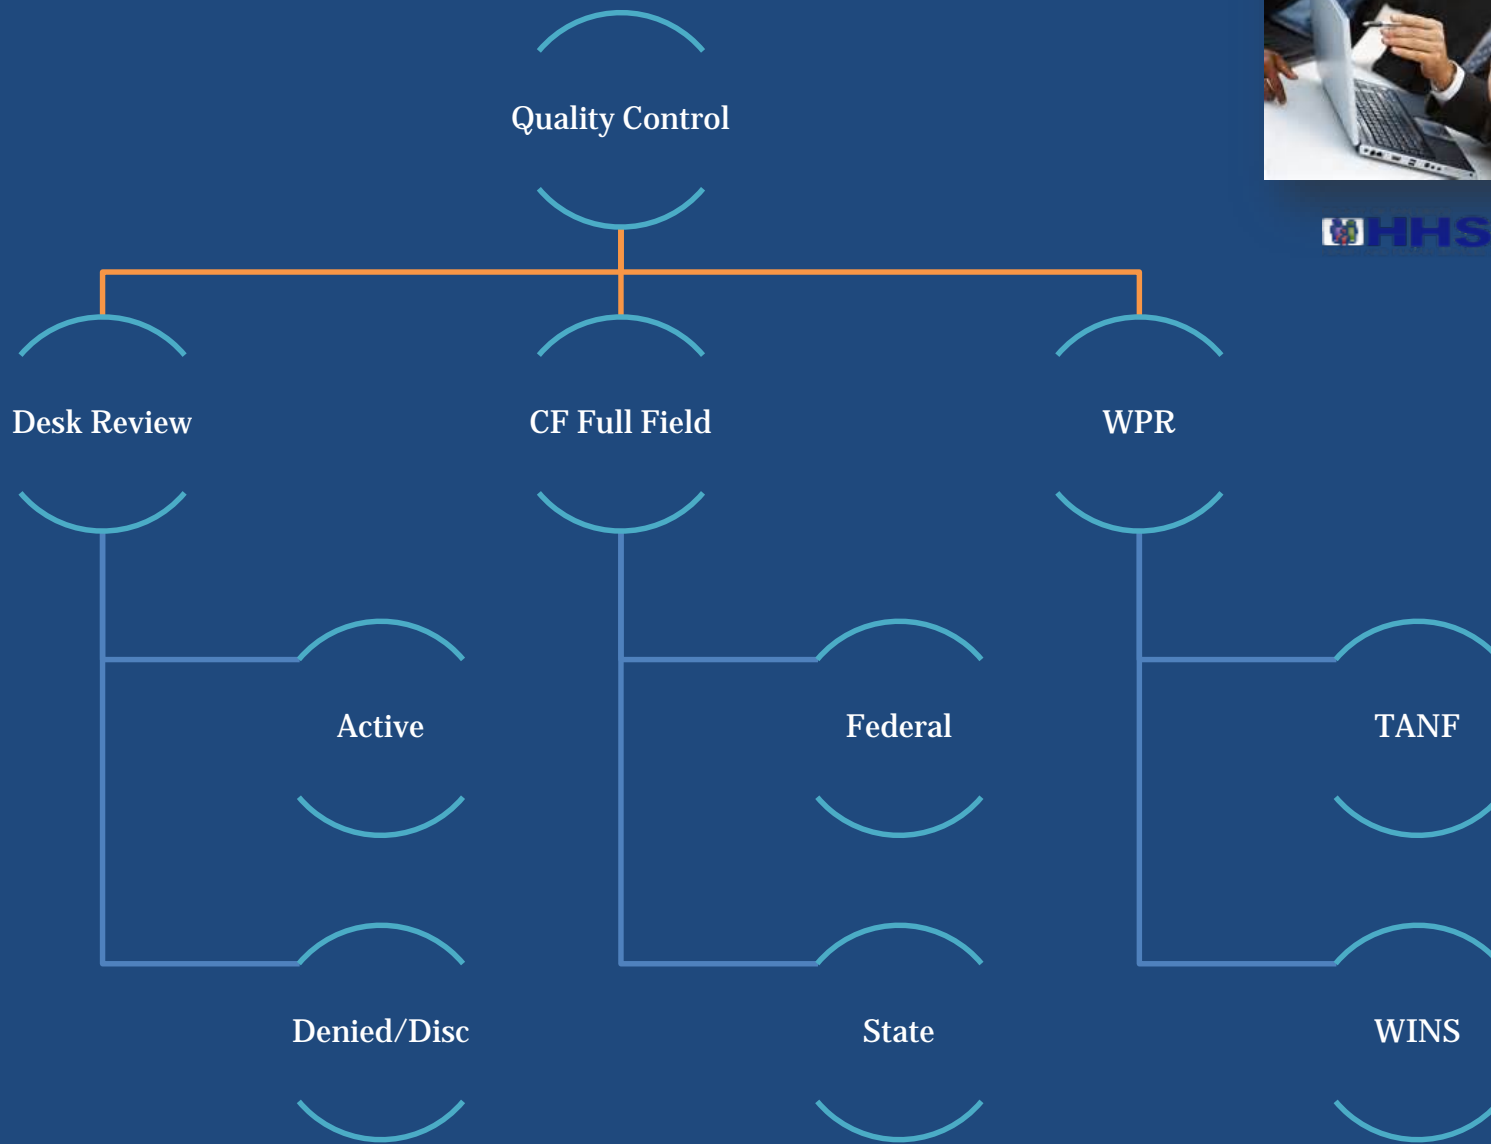 Quality Control
HHS
Desk Review
CF Full Field
WPR
Active
Federal
TANF
Denied/Disc
State
WINS